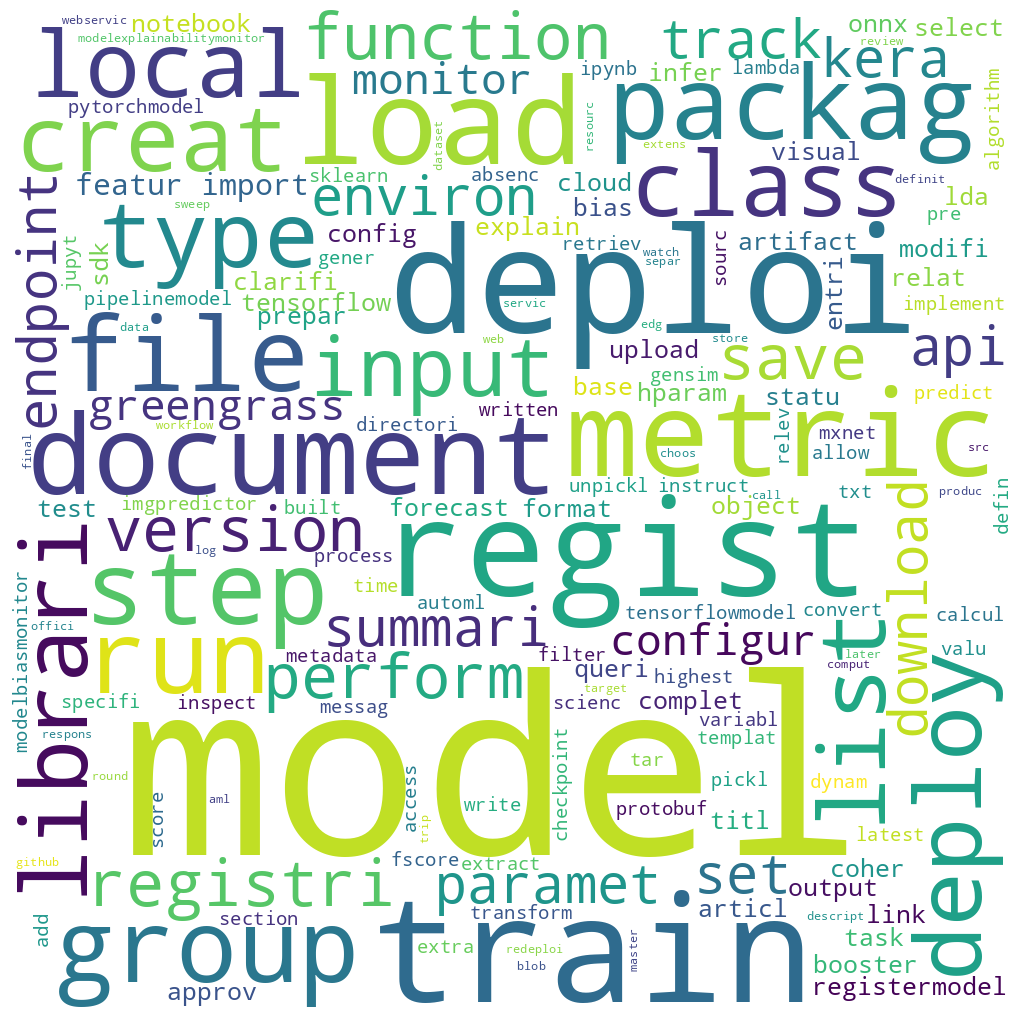 webservic
notebook
function
track
onnx
select
modelexplainabilitymonitor
review
local
monitor
ipynb
infer
lambda
kera
algorithm
pytorchmodel
load
packag
creat
dataset
resourc
extens
visual
class
definit
featur import
sklearn
absenc
cloud
environ
bias
lda
pre
sweep
type
config
explain
retriev
artifact
modifi
sourc
endpoint
jupyt
sdk
gener
clarifi
watch
separ
deploi
entri
relat
pipelinemodel
tensorflow
servic
implement
data
prepar
edg
store
file
input
web
upload
save
api
gensim
base
hparam
statu
predict
greengrass
written
directori
workflow
relev
mxnet
allow
final
document
metric
choos
src
unpickl
instruct
call
txt
produc
test
imgpredictor
built
forecast
format
object
download
defin
version
log
process
regist
librari
step
time
automl
tensorflowmodel
convert
calcul
offici
modelbiasmonitor
summari
configur
list
valu
metadata
filter
later
comput
run
perform
queri
highest
target
specifi
inspect
messag
scienc
complet
variabl
deploy
respons
templat
model
tar
round
aml
score
access
trip
write
checkpoint
protobuf
pickl
dynam
titl
latest
github
fscore
extract
coher
registri
paramet
set
output
add
section
transform
articl
descript
link
group
train
extra
redeploi
master
task
blob
booster
approv
registermodel